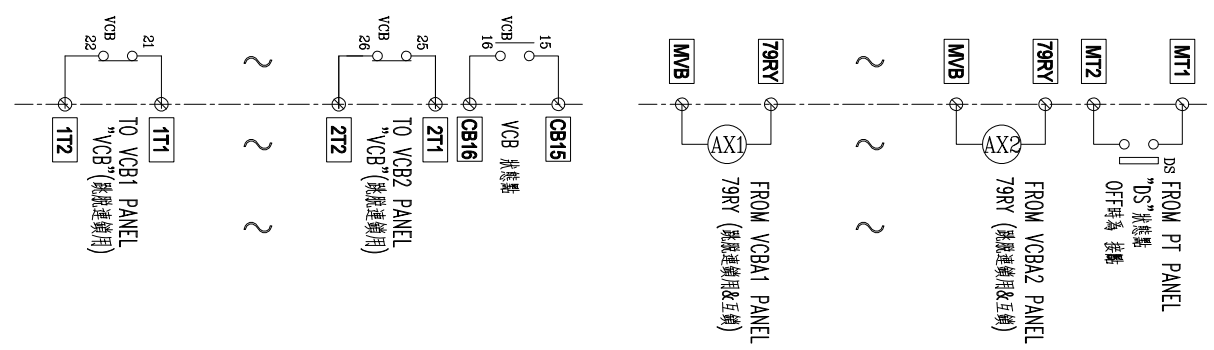 VCB
22
21
1T2
1T1
TO VCB1 PANEL
"VCB"(跳脫連鎖用)
~
~
~
VCB
26
25
2T2
2T1
TO VCB2 PANEL
"VCB"(跳脫連鎖用)
VCB
16
15
CB16
CB15
VCB 狀態點
MVB
79RY
AX1
FROM VCBA1 PANEL
79RY (跳脫連鎖用&互鎖)
~
~
~
MVB
79RY
AX2
FROM VCBA2 PANEL
79RY (跳脫連鎖用&互鎖)
MT2
MT1
DS
FROM PT PANEL
"DS"狀態點
OFF時為 接點